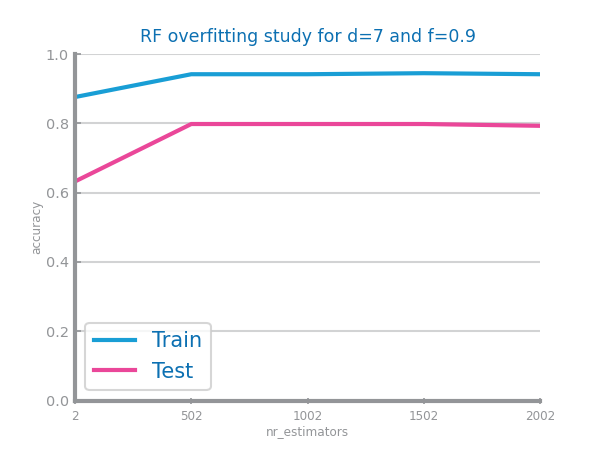 RF overfitting study for d=7 and f=0.9
1.0
0.8
0.6
0.4
0.2
0.0
accuracy
Train
Test
2 502 1002 1502 2002
nr_estimators